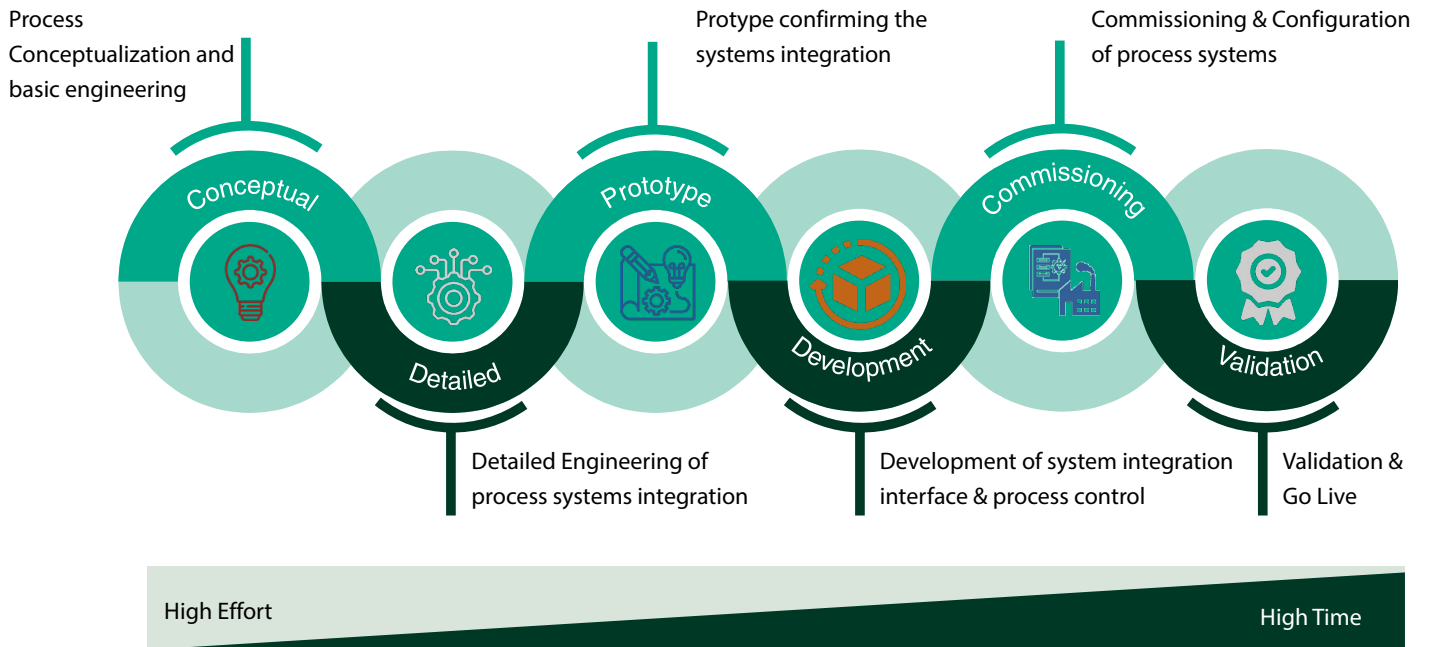 Process
Conceptualization and
basic engineering
Protype confirming the
systems integration
Commissioning & Configuration
of process systems
Conceptual
Prototype
Commissioning
Detailed
Development
Validation
Detailed Engineering of
process systems integration
Development of system integration
interface & process control
Validation &
Go Live
High Effort
High Time